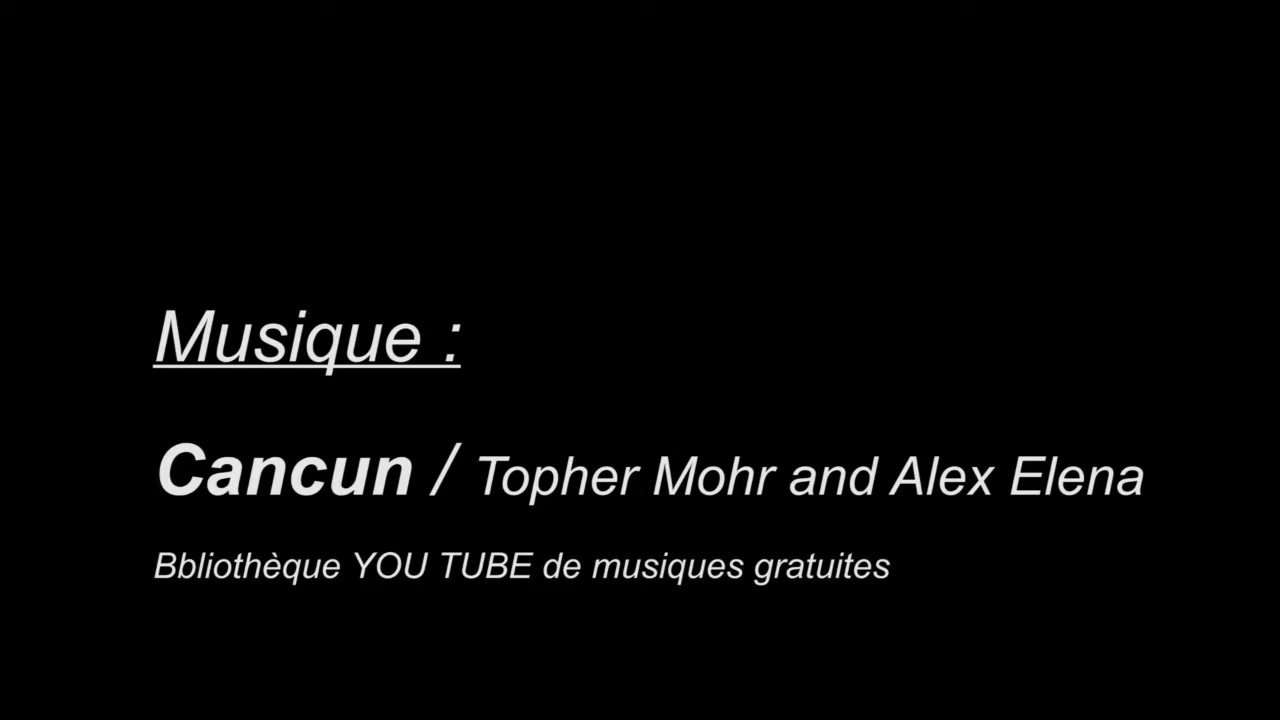 Musique :
Cancun / Topher Mohr and Alex Elena
Bbliothèque YOU TUBE de musiques gratuites